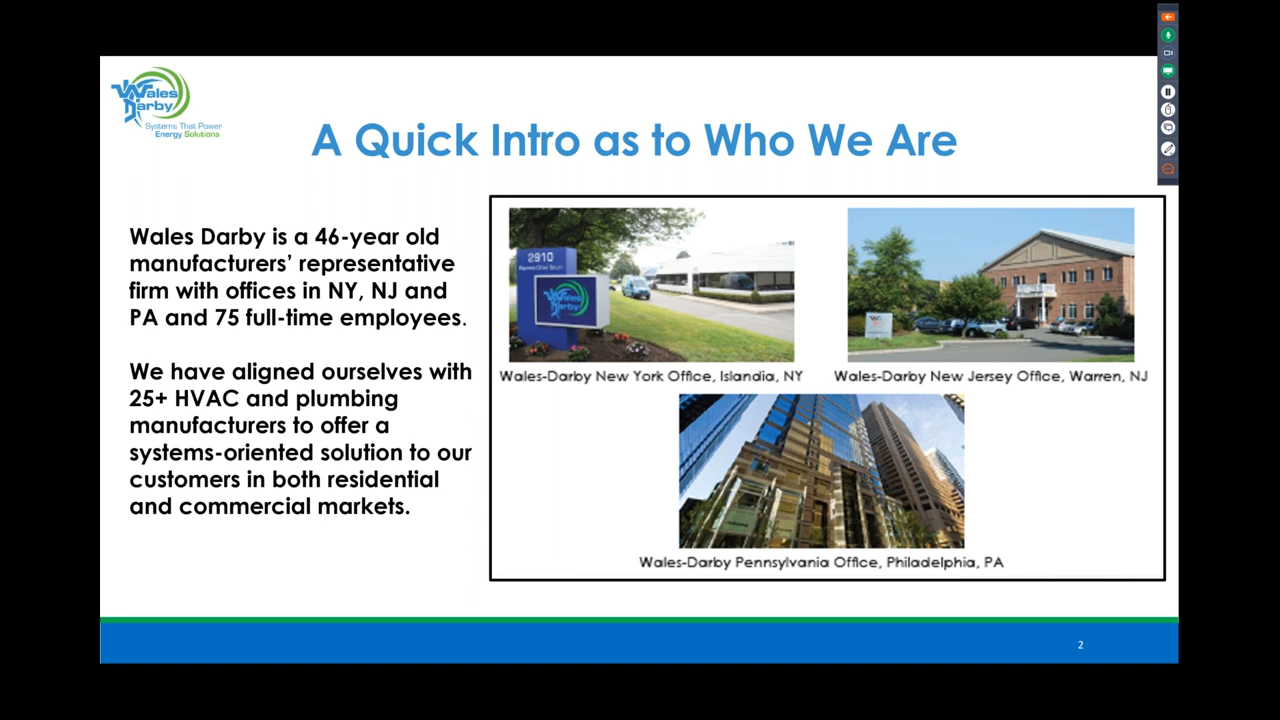 Wales
Darby
Systems That Power
Energy Solutions
A Quick Intro as to Who We Are
Wales Darby is a 46-year old
manufacturers’ representative
firm with offices in NY, NJ and
PA and 75 full-time employees.
We have aligned ourselves with
25+ HVAC and plumbing
manufacturers to offer a
systems-oriented solution to our
customers in both residential
and commercial markets.
2910
Wales
Darby
Wales-Darby New York Office, Islandia, NY
Wales-Darby New Jersey Office, Warren, NJ
Wales-Darby Pennsylvania Office, Philadelphia, PA
2